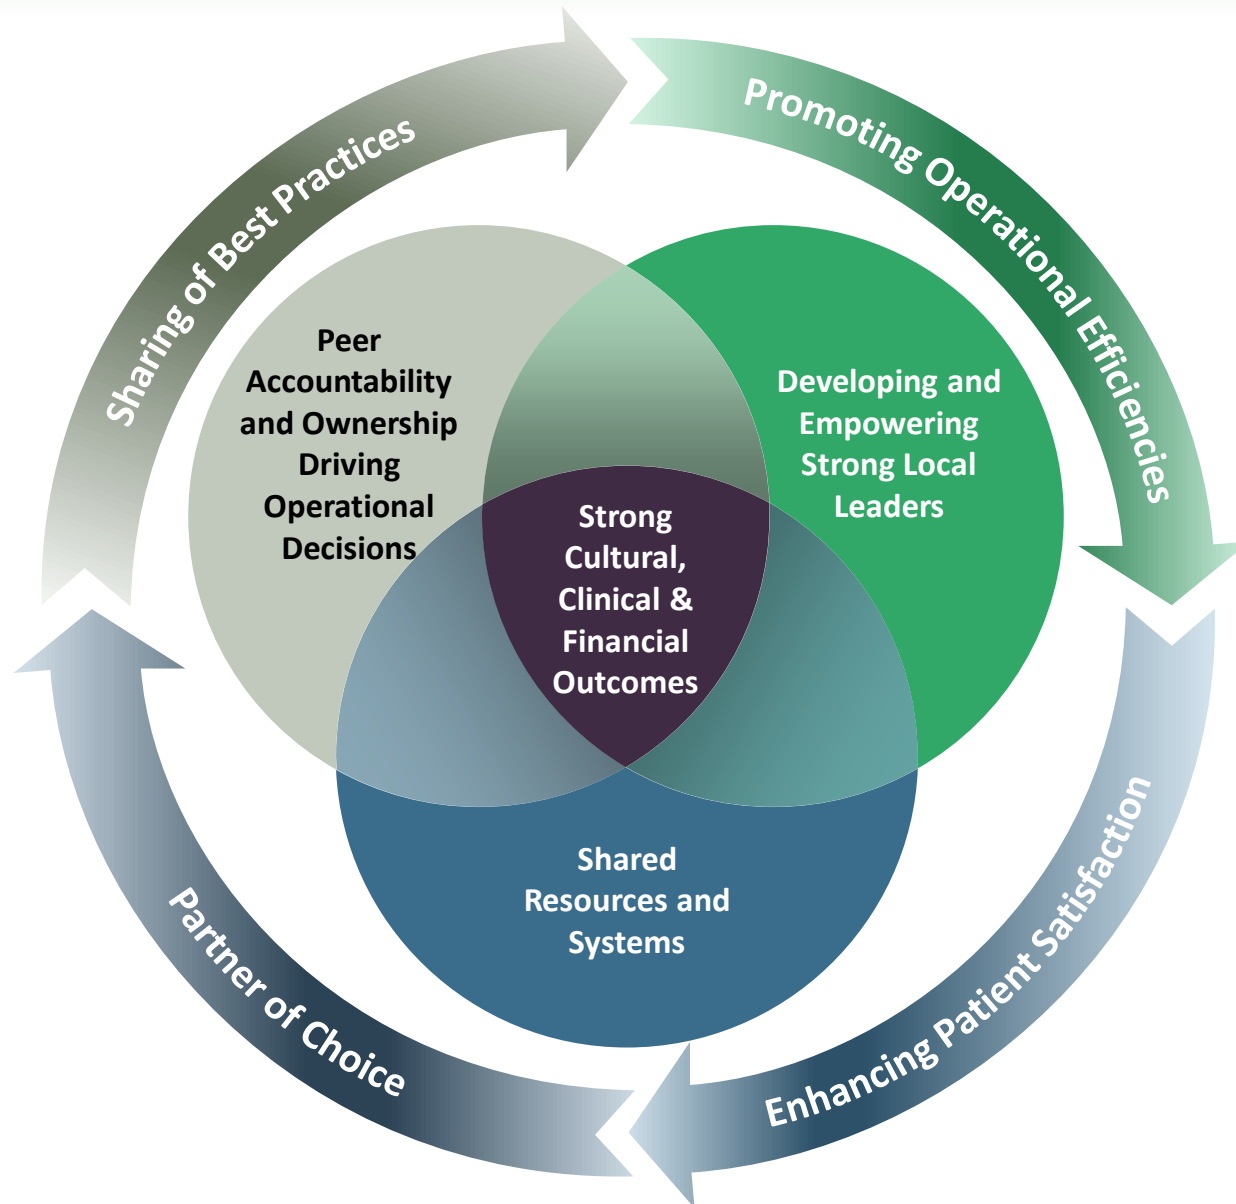 Sharing of Best Practices
Promoting Operational Efficiencies
Peer
Accountability
and Ownership
Driving
Operational
Decisions
Developing and
Empowering
Strong Local
Leaders
Strong
Cultural,
Clinical &
Financial
Outcomes
Shared
Resources and
Systems
Partner of Choice
Enhancing Patient Satisfaction